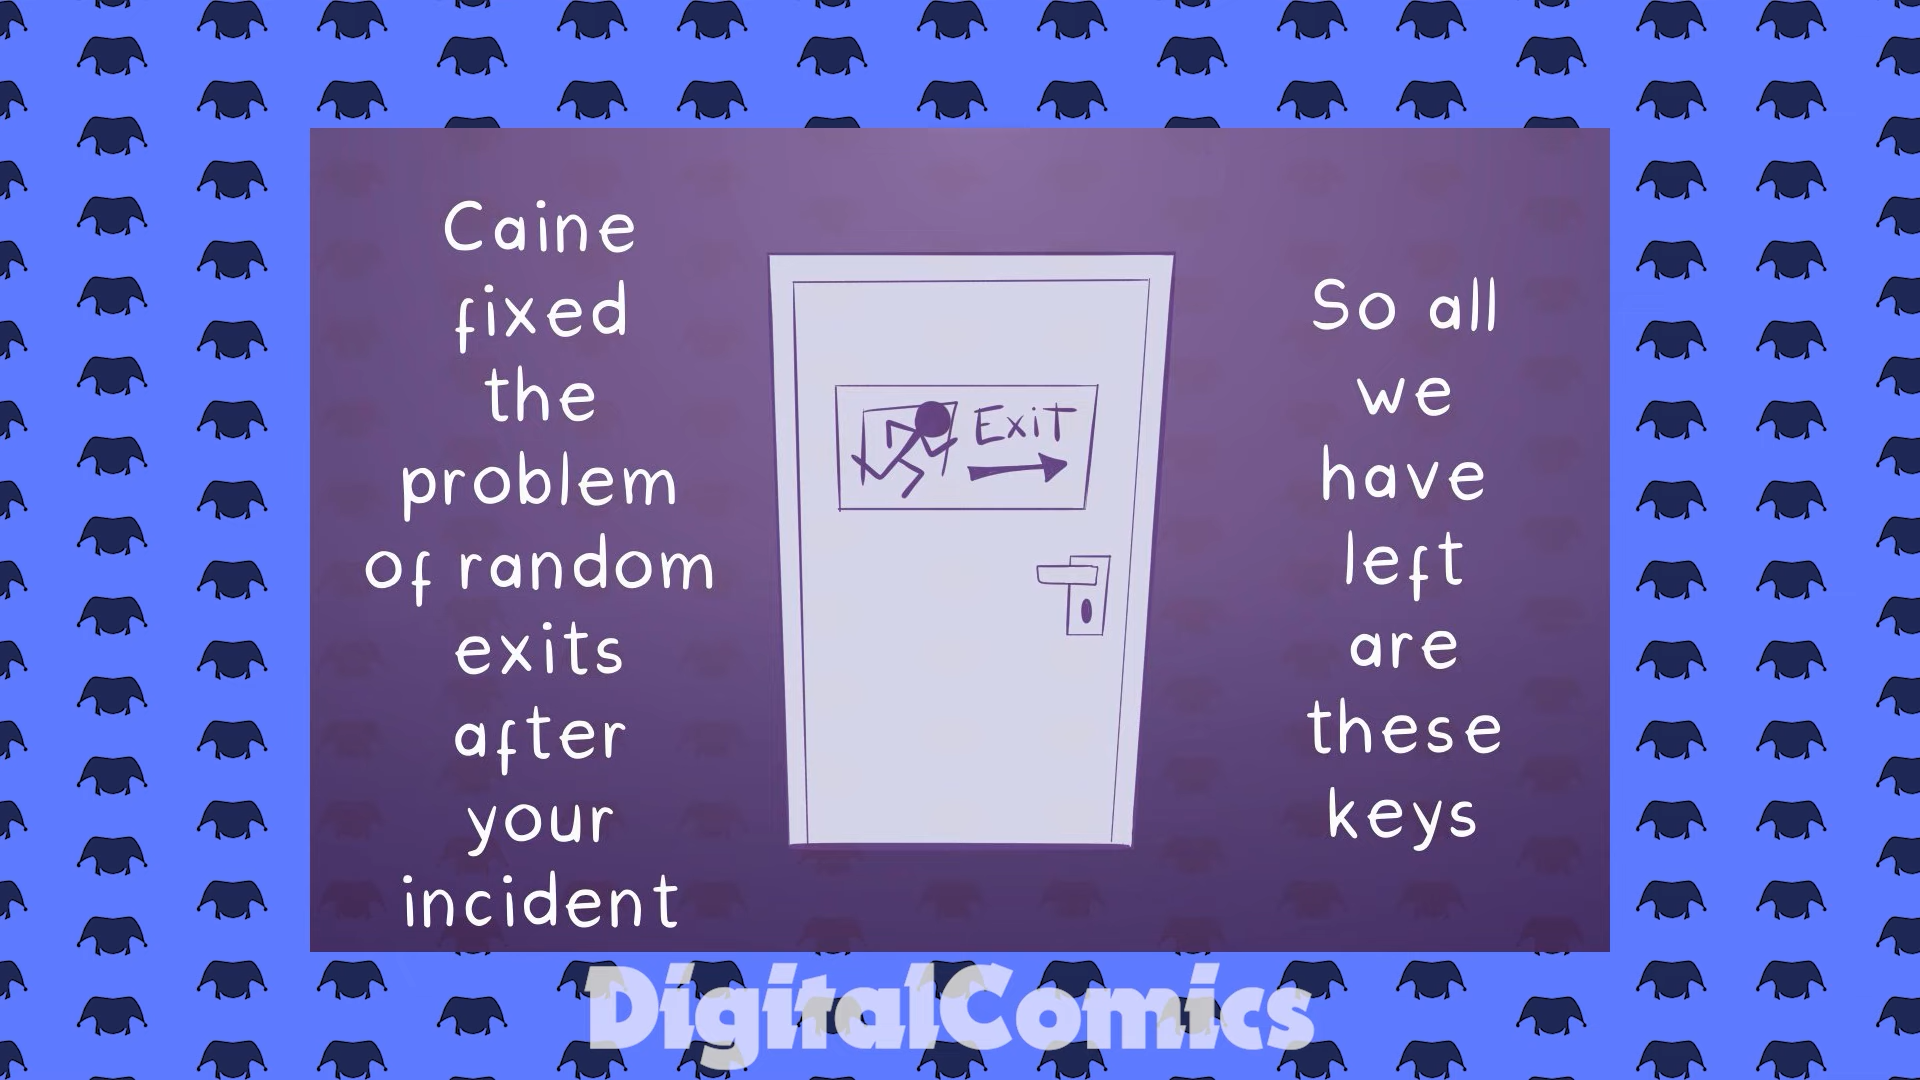 Caine
fixed
the
problem
of random
exits
after
your
incident
EXiT
So all
we
have
left
are
these
keys
DigitalComics